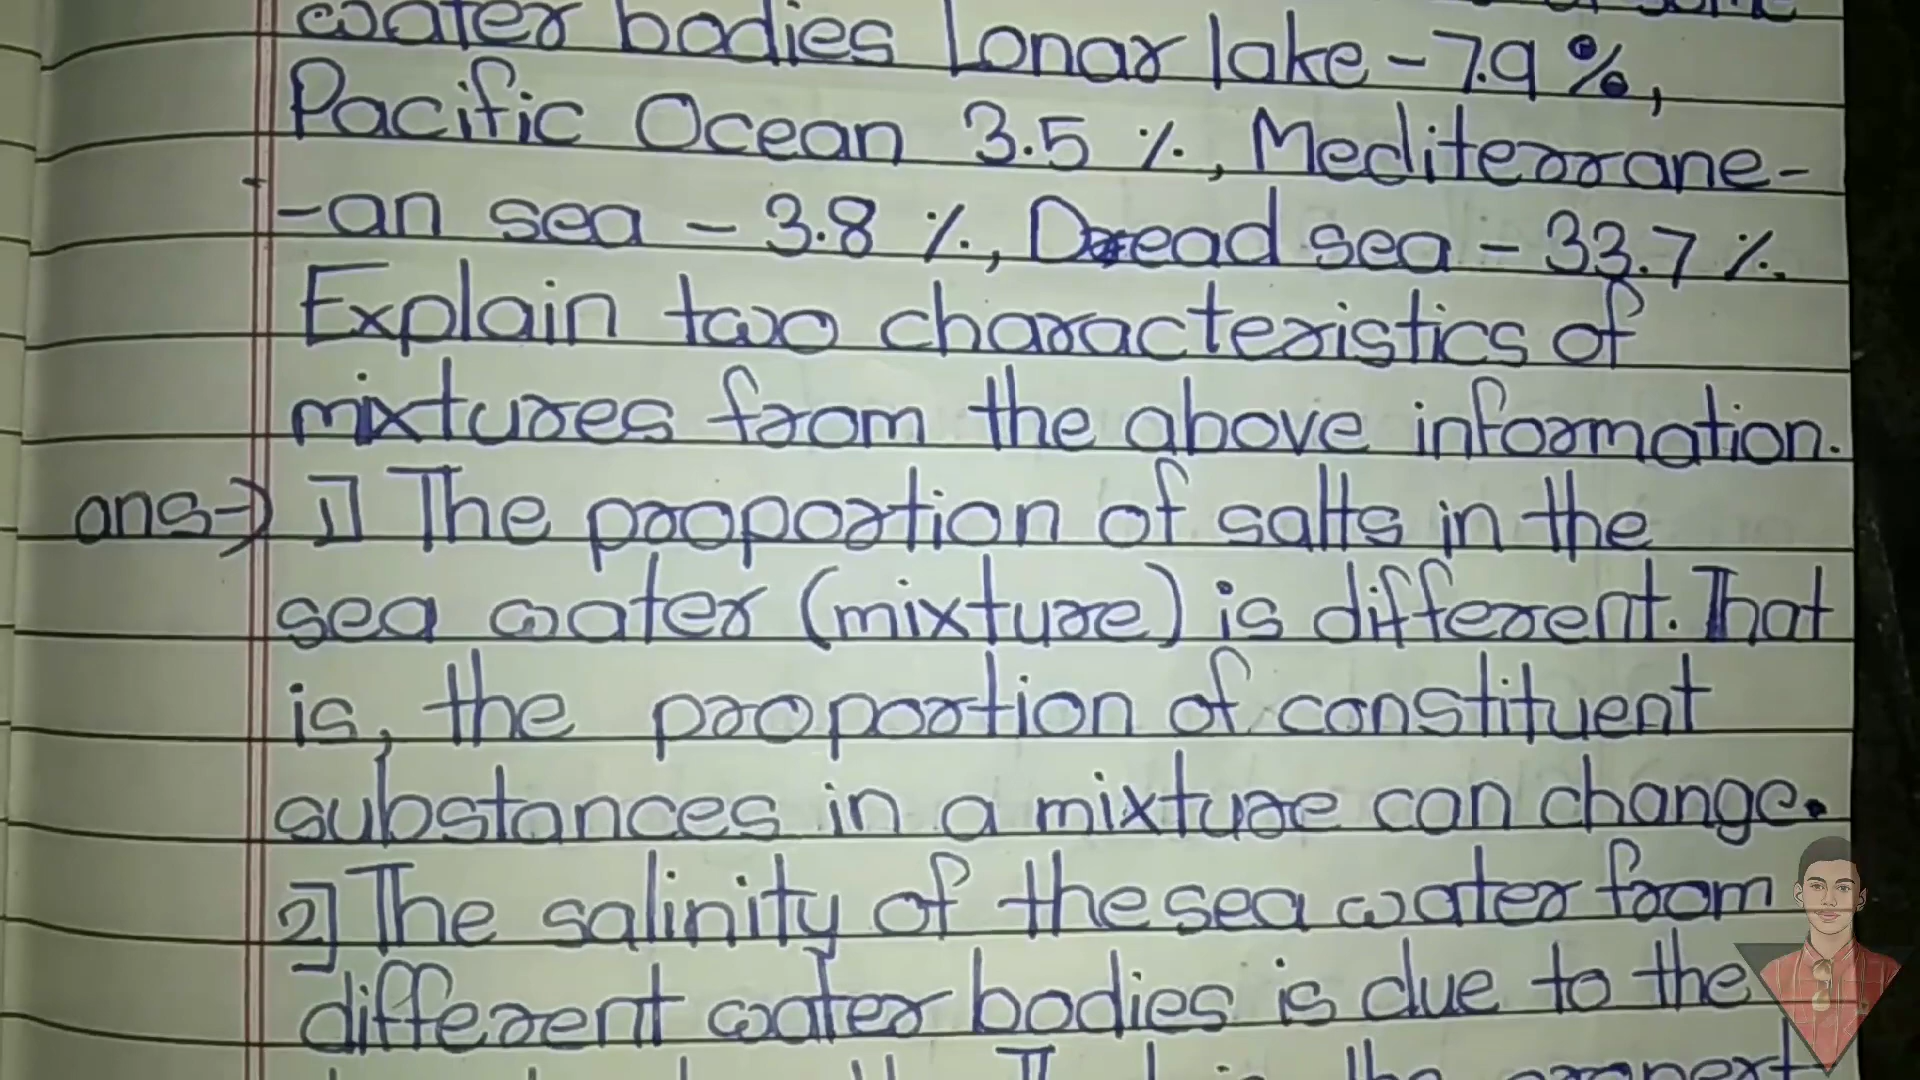 water bodies Lonar lake - 7.9 %,
Pacific Ocean 3.5 %, Mediterrane-
-an sea - 3.8 %, Dead sea - 33.7 %.
Explain two characteristics of
mixtures from the above information.
ans→ 1] The proportion of salts in the
sea water (mixture) is different. That
is, the proportion of constituent
substances in a mixture can change.
2] The salinity of the sea water from
different water bodies is due to the